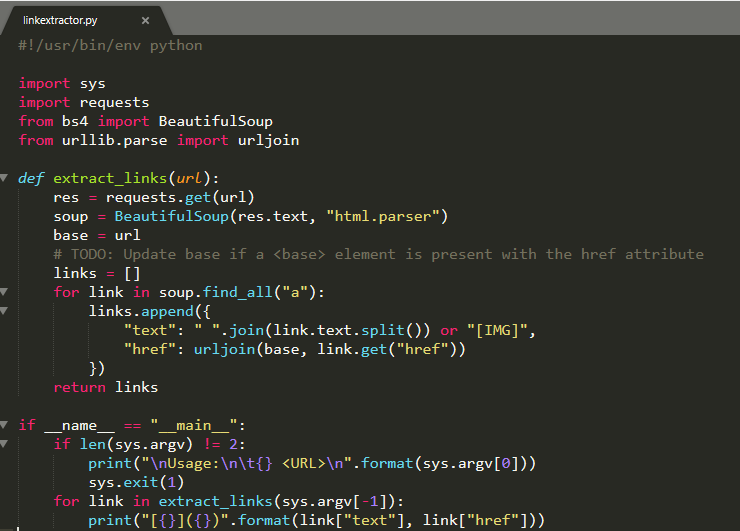 linkextractor.py ×
#!/usr/bin/env python

import sys
import requests
from bs4 import BeautifulSoup
from urllib.parse import urljoin

def extract_links(url):
    res = requests.get(url)
    soup = BeautifulSoup(res.text, "html.parser")
    base = url
    # TODO: Update base if a <base> element is present with the href attribute
    links = []
    for link in soup.find_all("a"):
        links.append({
            "text": " ".join(link.text.split()) or "[IMG]",
            "href": urljoin(base, link.get("href"))
        })
    return links

if __name__ == "__main__":
    if len(sys.argv) != 2:
        print("\nUsage:\n\t{} <URL>\n".format(sys.argv[0]))
        sys.exit(1)
    for link in extract_links(sys.argv[-1]):
        print("[{}]({})".format(link["text"], link["href"]))